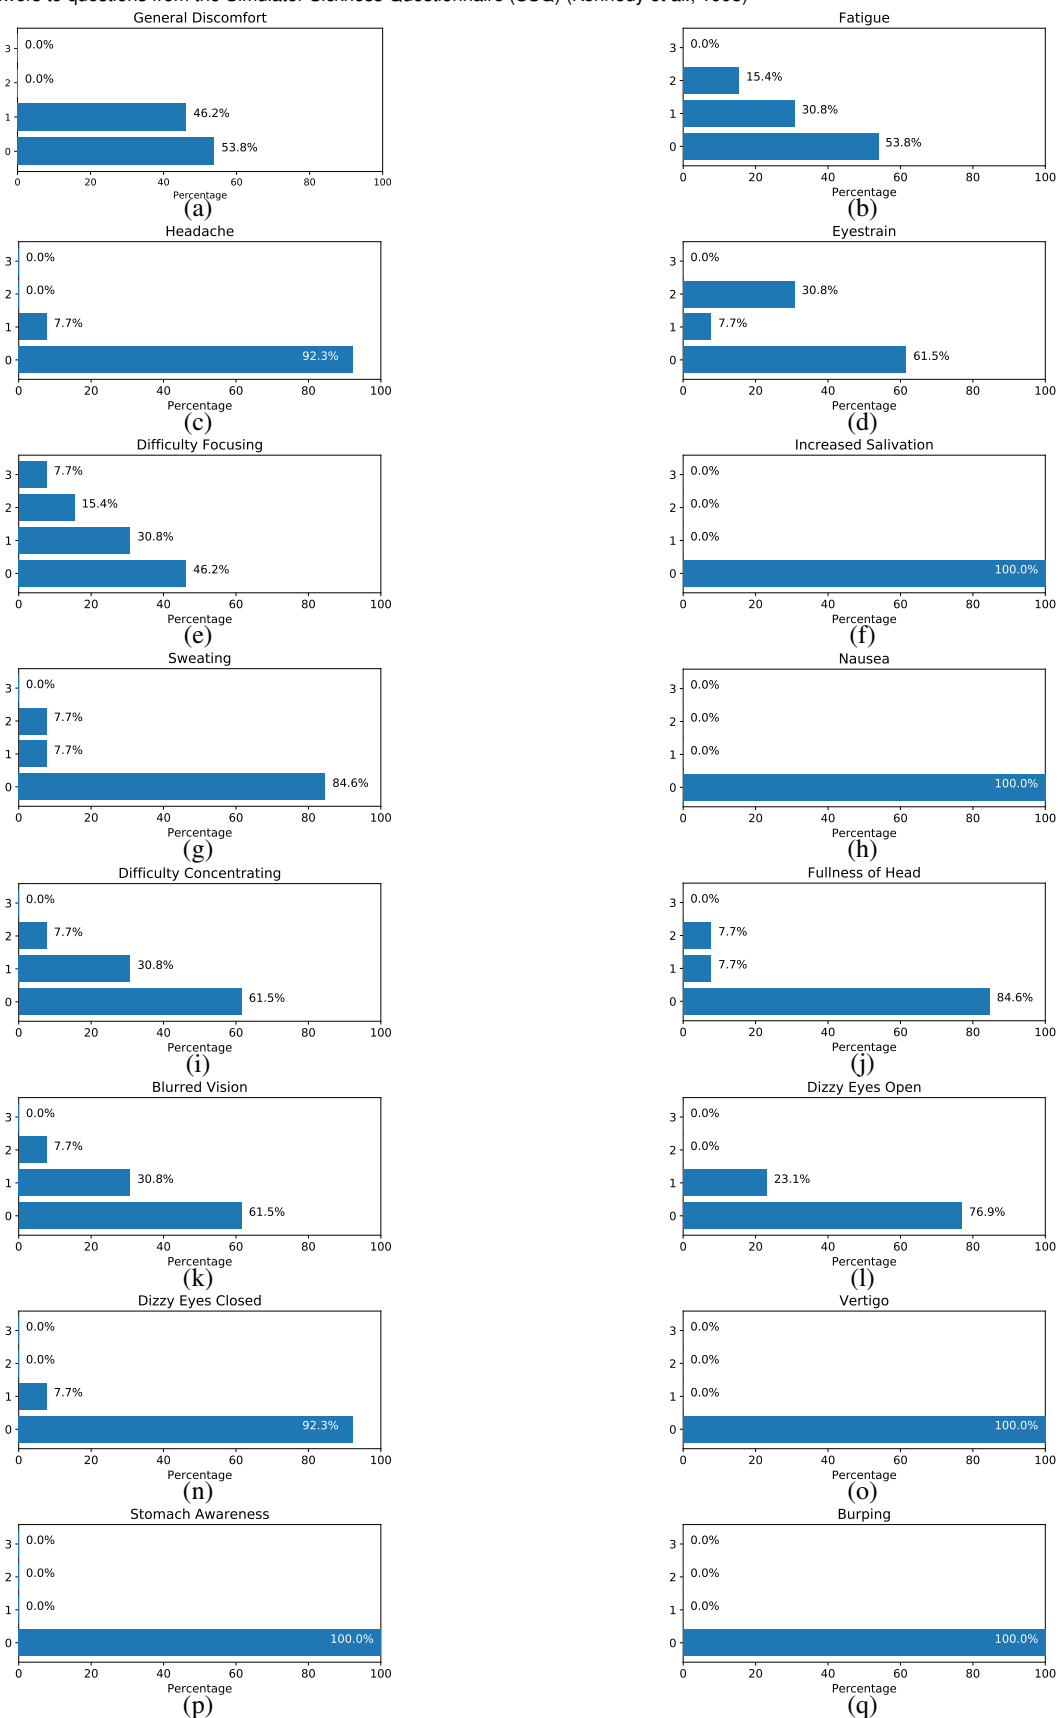 to questions from the Simulator Sickness Questionnaire (SSQ) (Kennedy et al., 1993)
General Discomfort
3 0.0%
2 0.0%
1 46.2%
0 53.8%
0 20 40 60 80 100
Percentage
(a)
Fatigue
3 0.0%
2 15.4%
1 30.8%
0 53.8%
0 20 40 60 80 100
Percentage
(b)
Headache
3 0.0%
2 0.0%
1 7.7%
0 92.3%
0 20 40 60 80 100
Percentage
(c)
Eyestrain
3 0.0%
2 30.8%
1 7.7%
0 61.5%
0 20 40 60 80 100
Percentage
(d)
Difficulty Focusing
3 7.7%
2 15.4%
1 30.8%
0 46.2%
0 20 40 60 80 100
Percentage
(e)
Increased Salivation
3 0.0%
2 0.0%
1 0.0%
0 100.0%
0 20 40 60 80 100
Percentage
(f)
Sweating
3 0.0%
2 7.7%
1 7.7%
0 84.6%
0 20 40 60 80 100
Percentage
(g)
Nausea
3 0.0%
2 0.0%
1 0.0%
0 100.0%
0 20 40 60 80 100
Percentage
(h)
Difficulty Concentrating
3 0.0%
2 7.7%
1 30.8%
0 61.5%
0 20 40 60 80 100
Percentage
(i)
Fullness of Head
3 0.0%
2 7.7%
1 7.7%
0 84.6%
0 20 40 60 80 100
Percentage
(j)
Blurred Vision
3 0.0%
2 7.7%
1 30.8%
0 61.5%
0 20 40 60 80 100
(k)
Dizzy Eyes Open
3 0.0%
2 0.0%
1 23.1%
0 76.9%
0 20 40 60 80 100
Percentage
(l)
Dizzy Eyes Closed
3 0.0%
2 0.0%
1 7.7%
0 92.3%
0 20 40 60 80 100
Percentage
(n)
Vertigo
3 0.0%
2 0.0%
1 0.0%
0 100.0%
0 20 40 60 80 100
Percentage
(o)
Stomach Awareness
3 0.0%
2 0.0%
1 0.0%
0 100.0%
0 20 40 60 80 100
Percentage
(p)
Burping
3 0.0%
2 0.0%
1 0.0%
0 100.0%
0 20 40 60 80 100
Percentage
(q)